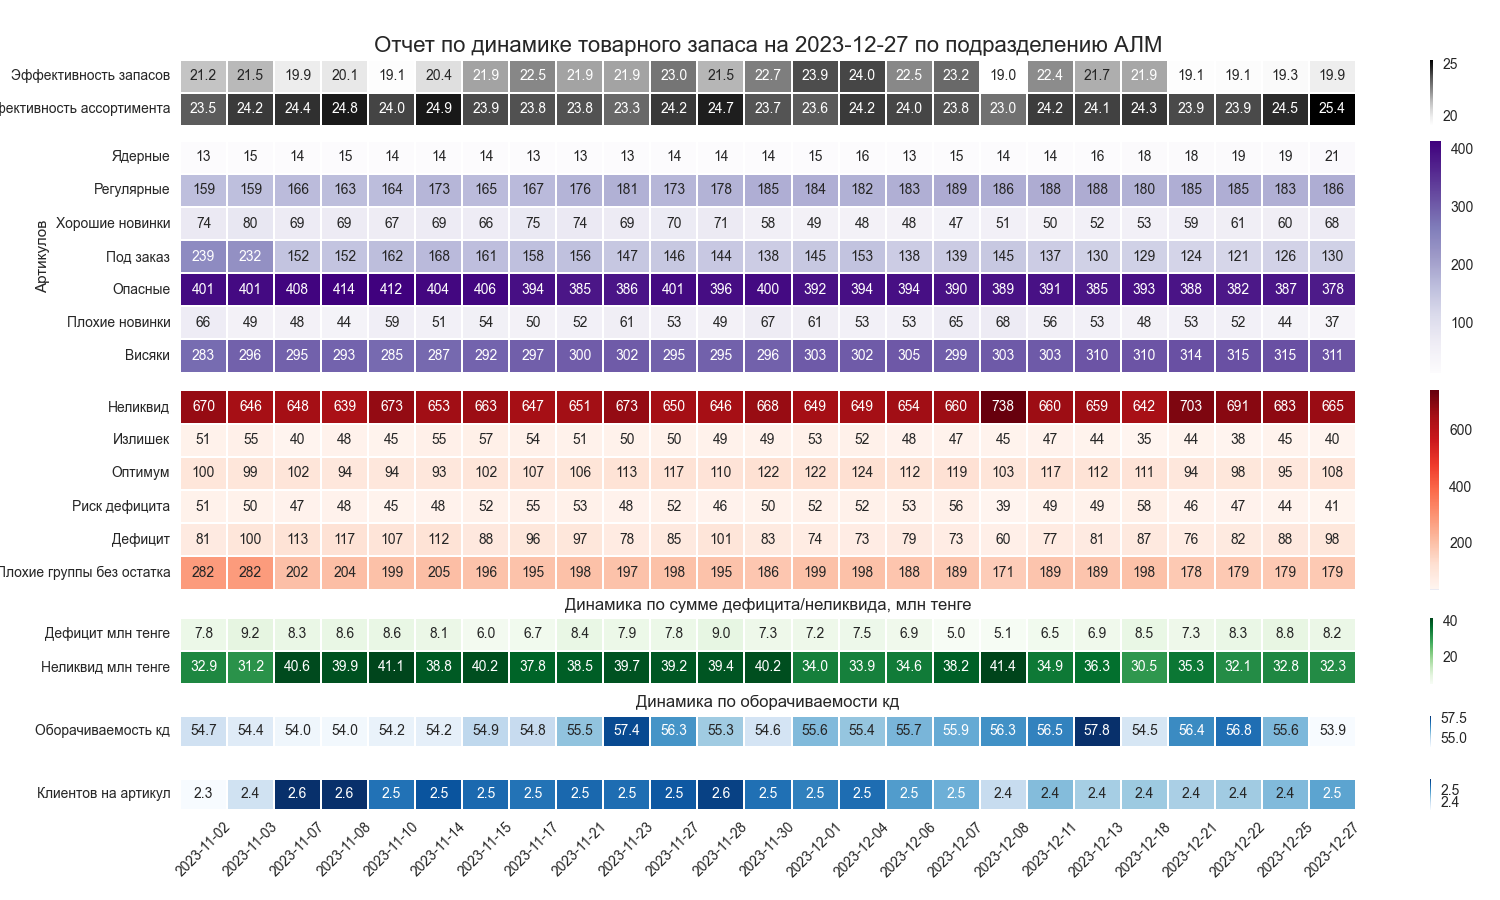 Отчет по динамике товарного запаса на 2023-12-27 по подразделению АЛМ
Эффективность запасов 21.2 21.5 19.9 20.1 19.1 20.4 21.9 22.5 21.9 21.9 23.0 21.5 22.7 23.9 24.0 22.5 23.2 19.0 22.4 21.7 21.9 19.1 19.1 19.3 19.9
фективность ассортимента 23.5 24.2 24.4 24.8 24.0 24.9 23.9 23.8 23.8 23.3 24.2 24.7 23.7 23.6 24.2 24.0 23.8 23.0 24.2 24.1 24.3 23.9 23.9 24.5 25.4
25
20
Артикулов
Ядерные 13 15 14 15 14 14 14 13 13 13 14 14 14 15 16 13 15 14 14 16 18 18 19 19 21
Регулярные 159 159 166 163 164 173 165 167 176 181 173 178 185 184 182 183 189 186 188 188 180 185 185 183 186
Хорошие новинки 74 80 69 69 67 69 66 75 74 69 70 71 58 49 48 48 47 51 50 52 53 59 61 60 68
Под заказ 239 232 152 152 162 168 161 158 156 147 146 144 138 145 153 138 139 145 137 130 129 124 121 126 130
Опасные 401 401 408 414 412 404 406 394 385 386 401 396 400 392 394 394 390 389 391 385 393 388 382 387 378
Плохие новинки 66 49 48 44 59 51 54 50 52 61 53 49 67 61 53 53 65 68 56 53 48 53 52 44 37
Висяки 283 296 295 293 285 287 292 297 300 302 295 295 296 303 302 305 299 303 303 310 310 314 315 315 311
400
300
200
100
Неликвид 670 646 648 639 673 653 663 647 651 673 650 646 668 649 649 654 660 738 660 659 642 703 691 683 665
Излишек 51 55 40 48 45 55 57 54 51 50 50 49 49 53 52 48 47 45 47 44 35 44 38 45 40
Оптимум 100 99 102 94 94 93 102 107 106 113 117 110 122 122 124 112 119 103 117 112 111 94 98 95 108
Риск дефицита 51 50 47 48 45 48 52 55 53 48 52 46 50 52 52 53 56 39 49 49 58 46 47 44 41
Дефицит 81 100 113 117 107 112 88 96 97 78 85 101 83 74 73 79 73 60 77 81 87 76 82 88 98
Плохие группы без остатка 282 282 202 204 199 205 196 195 198 197 198 195 186 199 198 188 189 171 189 189 198 178 179 179 179
600
400
200
Динамика по сумме дефицита/неликвида, млн тенге
Дефицит млн тенге 7.8 9.2 8.3 8.6 8.6 8.1 6.0 6.7 8.4 7.9 7.8 9.0 7.3 7.2 7.5 6.9 5.0 5.1 6.5 6.9 8.5 7.3 8.3 8.8 8.2
Неликвид млн тенге 32.9 31.2 40.6 39.9 41.1 38.8 40.2 37.8 38.5 39.7 39.2 39.4 40.2 34.0 33.9 34.6 38.2 41.4 34.9 36.3 30.5 35.3 32.1 32.8 32.3
40
20
Динамика по оборачиваемости кд
Оборачиваемость кд 54.7 54.4 54.0 54.0 54.2 54.2 54.9 54.8 55.5 57.4 56.3 55.3 54.6 55.6 55.4 55.7 55.9 56.3 56.5 57.8 54.5 56.4 56.8 55.6 53.9
57.5
55.0
Клиентов на артикул 2.3 2.4 2.6 2.6 2.5 2.5 2.5 2.5 2.5 2.5 2.5 2.6 2.5 2.5 2.5 2.5 2.5 2.4 2.4 2.4 2.4 2.4 2.4 2.4 2.5
2.5
2.4
2023-11-02 2023-11-03 2023-11-07 2023-11-08 2023-11-10 2023-11-14 2023-11-15 2023-11-17 2023-11-21 2023-11-23 2023-11-27 2023-11-28 2023-11-30 2023-12-01 2023-12-04 2023-12-06 2023-12-07 2023-12-08 2023-12-11 2023-12-13 2023-12-18 2023-12-21 2023-12-22 2023-12-25 2023-12-27